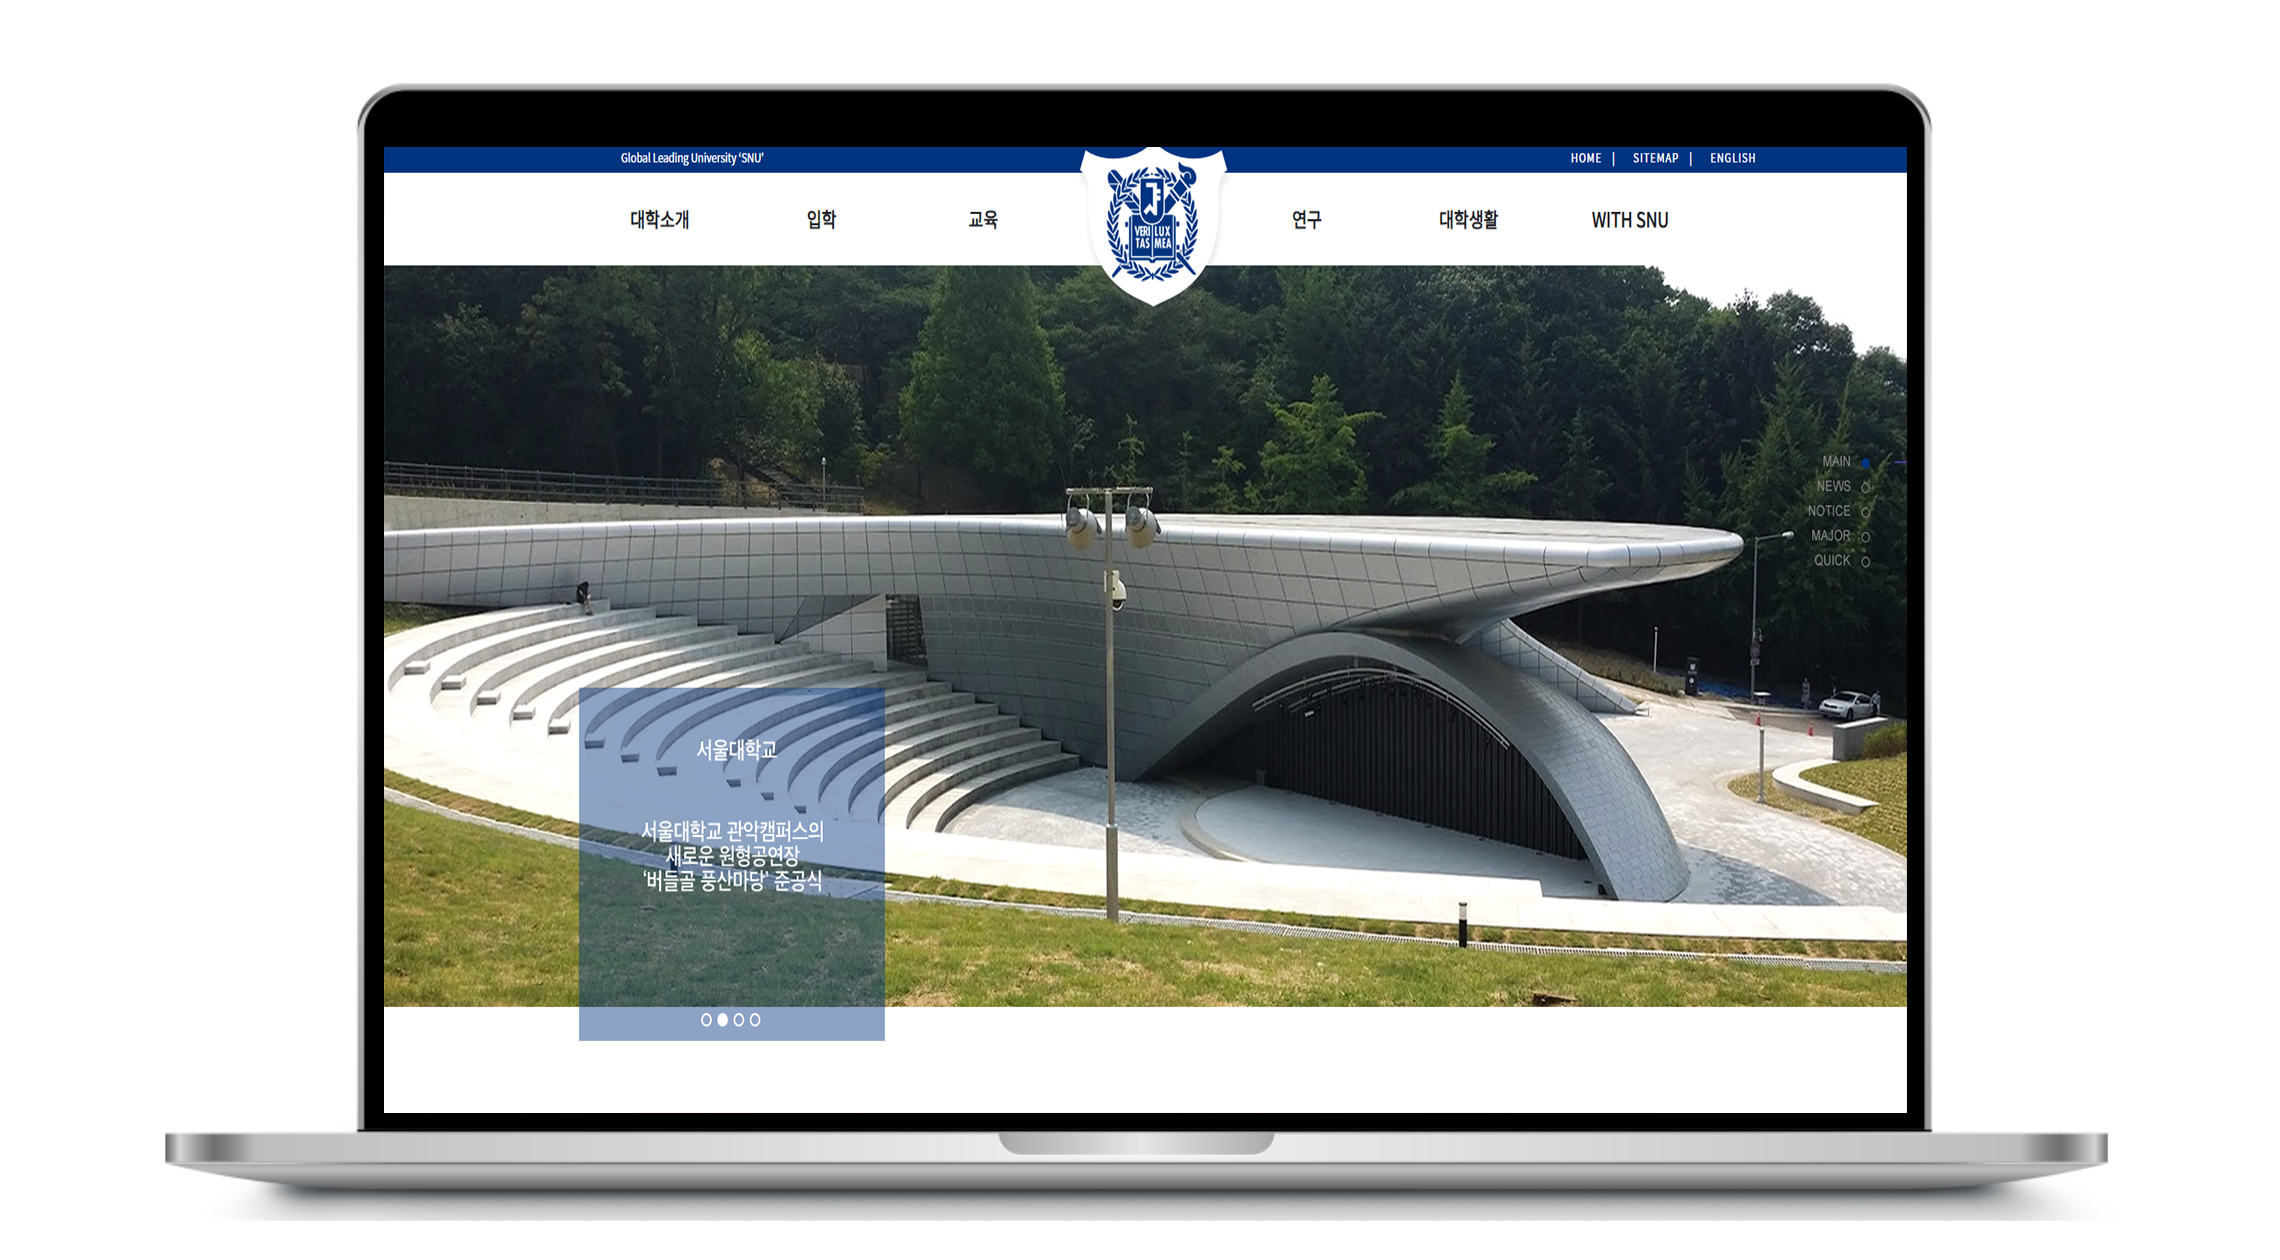 Global Leading University ‘SNU’
HOME | SITEMAP | ENGLISH
대학소개 입학 교육 연구 대학생활 WITH SNU
VERI LUX
TAS MEA
MAIN
NEWS
NOTICE
MAJOR
QUICK
서울대학교
서울대학교 관악캠퍼스의
새로운 원형공연장
‘버들골 풍산마당’ 준공식